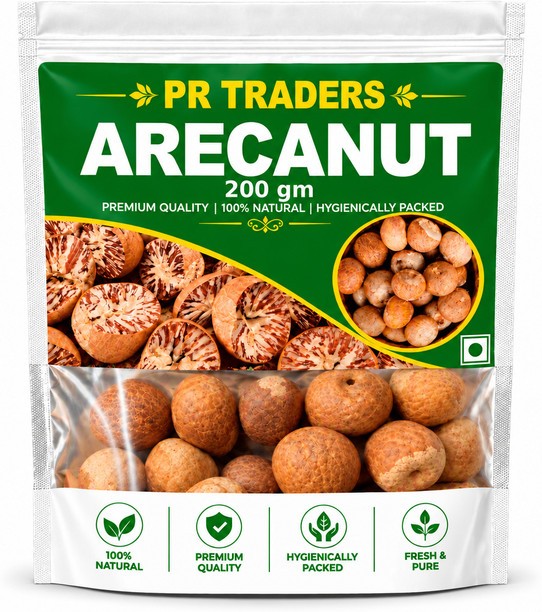 PR TRADERS
ARECANUT
200 gm
PREMIUM QUALITY | 100% NATURAL | HYGIENICALLY PACKED
100%
NATURAL
PREMIUM
QUALITY
HYGIENICALLY
PACKED
FRESH &
PURE